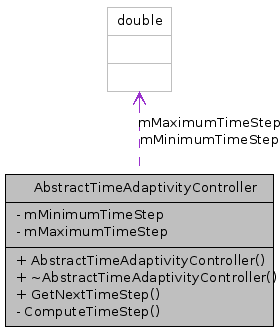 double
mMaximumTimeStep
mMinimumTimeStep
AbstractTimeAdaptivityController
- mMinimumTimeStep
- mMaximumTimeStep
+ AbstractTimeAdaptivityController()
+ ~AbstractTimeAdaptivityController()
+ GetNextTimeStep()
- ComputeTimeStep()